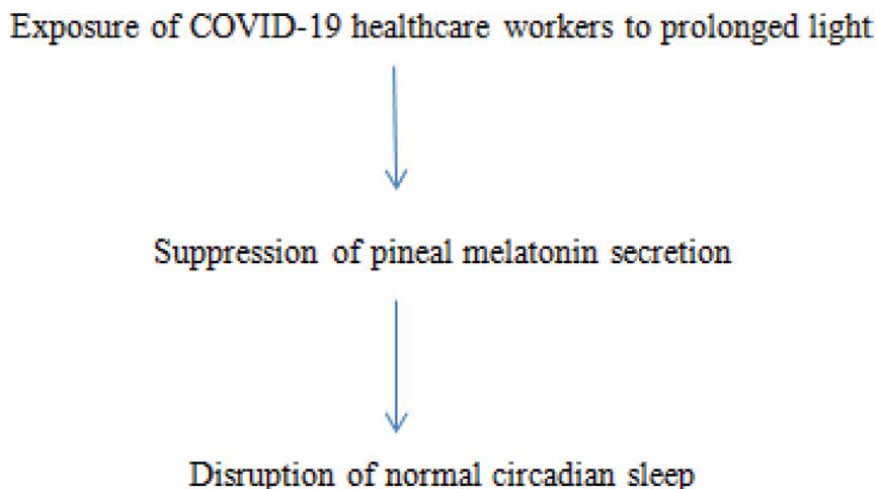 Exposure of COVID-19 healthcare workers to prolonged light
Suppression of pineal melatonin secretion
Disruption of normal circadian sleep